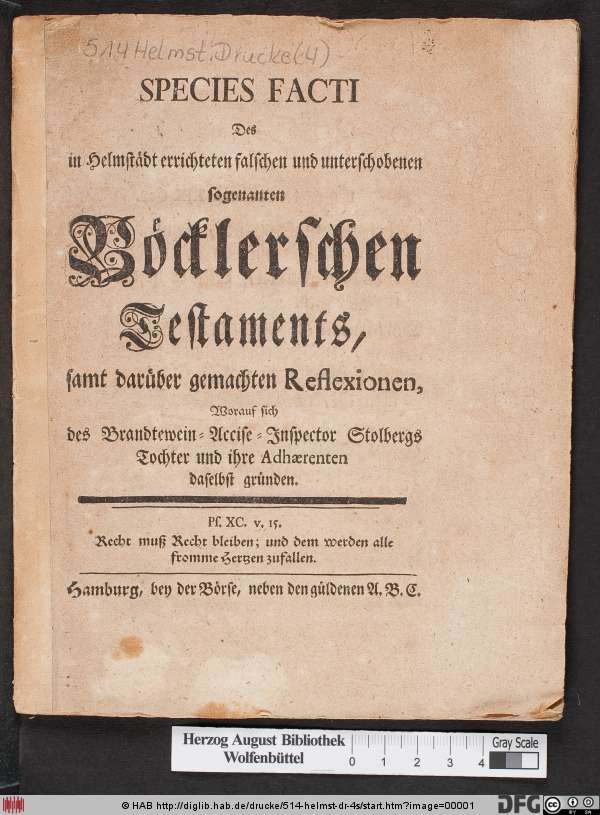 514 Helmst. Drucke (4)
SPECIES FACTI
Des
in Helmstädt errichteten falschen und unterschobenen
sogenanten
Böcklerschen
Testaments,
samt darüber gemachten Reflexionen,
Worauf sich
des Brandtewein-Accise-Inspector Stolbergs
Tochter und ihre Adhærenten
daselbst gründen.
Ps. XC. v. 15.
Recht muß Recht bleiben; und dem werden alle
fromme Hertzen zufallen.
Hamburg, bey der Börse, neben den güldenen A. B. C.
Herzog August Bibliothek
Wolfenbüttel
0 1 2 3 4
Gray Scale
© HAB http://diglib.hab.de/drucke/514-helmst-dr-4s/start.htm?image=00001
DFG
cc BY SA